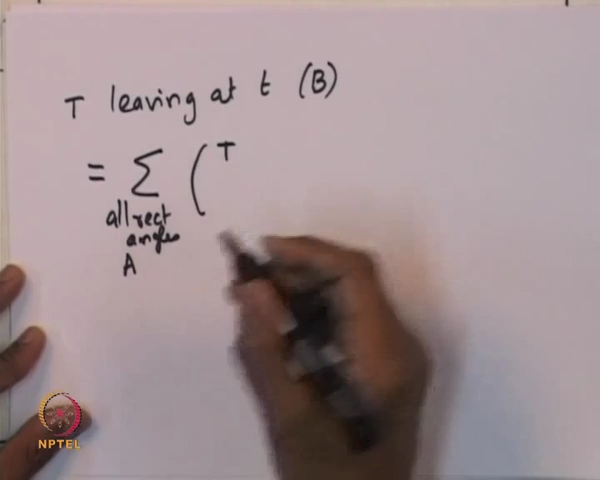 T leaving at t (B)
= Σ ( T
all rect
angles
A
NPTEL